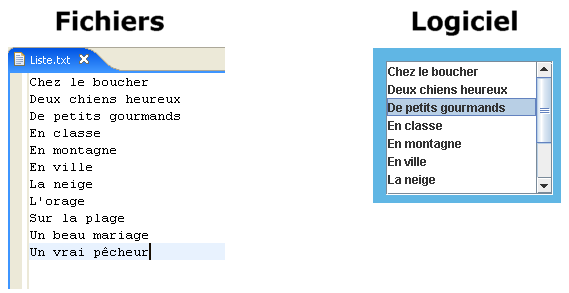 Fichiers
Liste.txt
Chez le boucher
Deux chiens heureux
De petits gourmands
En classe
En montagne
En ville
La neige
L'orage
Sur la plage
Un beau mariage
Un vrai pêcheur
Logiciel
Chez le boucher
Deux chiens heureux
De petits gourmands
En classe
En montagne
En ville
La neige